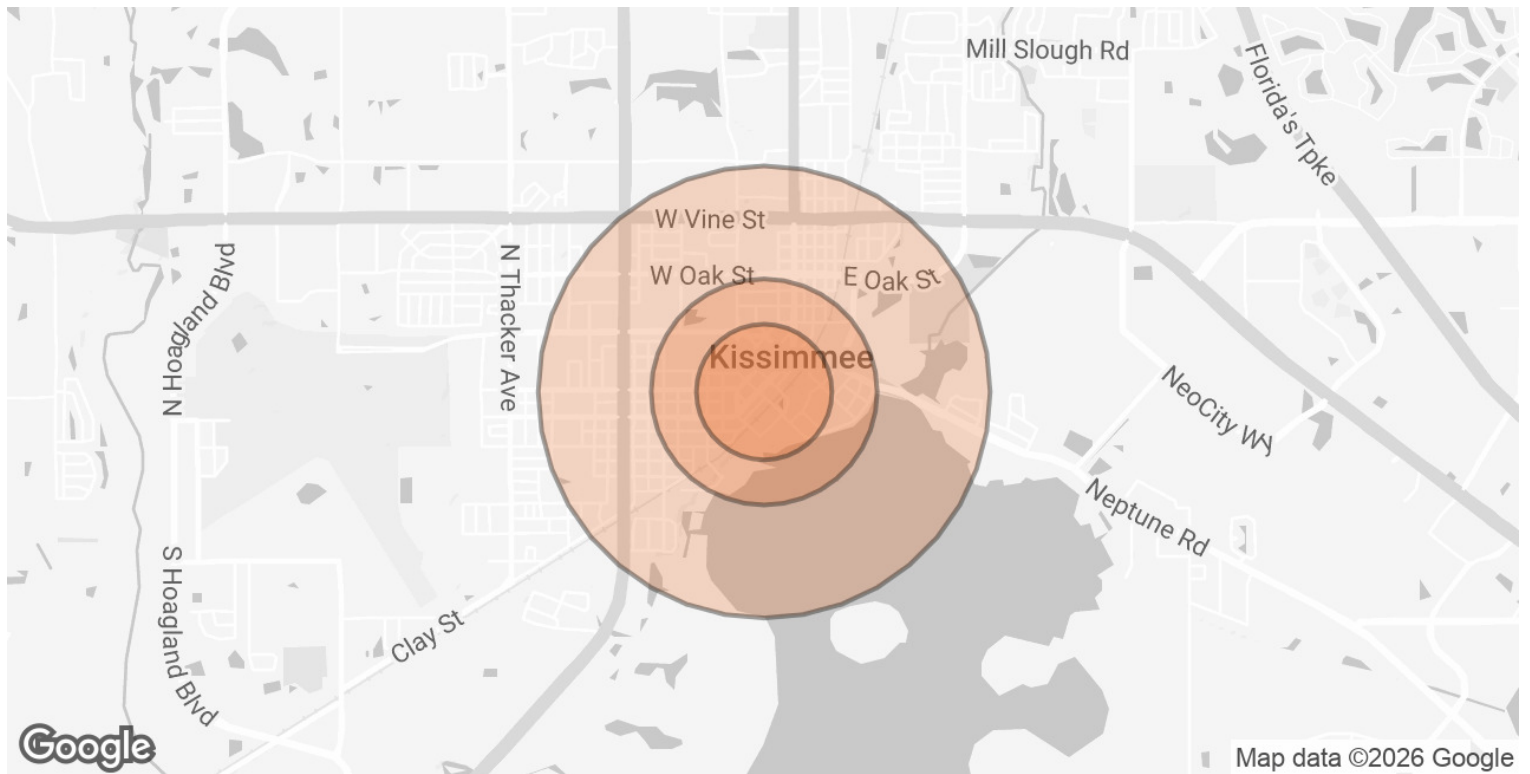 Mill Slough Rd
Florida's Tpke
W Vine St
N Hoagland Blvd
N Thacker Ave
W Oak St
E Oak St
Kissimmee
NeoCity Wy
Neptune Rd
S Hoagland Blvd
Clay St
Google
Map data ©2026 Google